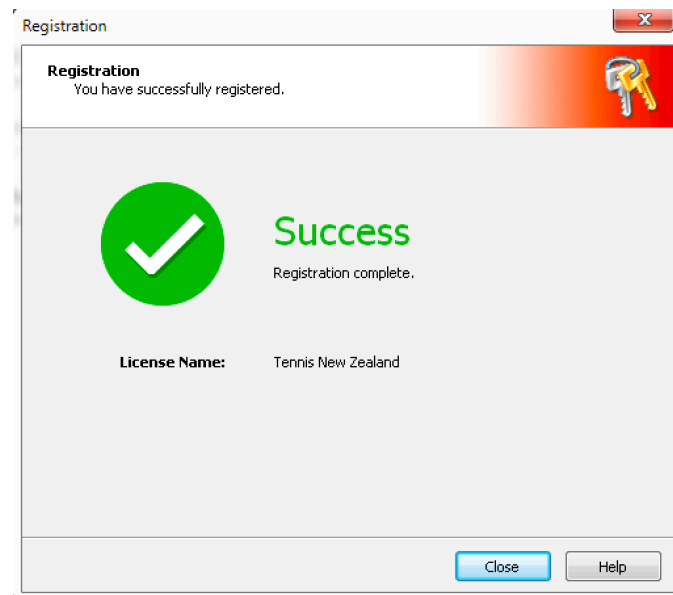 Registration
Registration
You have successfully registered.
Success
Registration complete.
License Name: Tennis New Zealand
Close Help